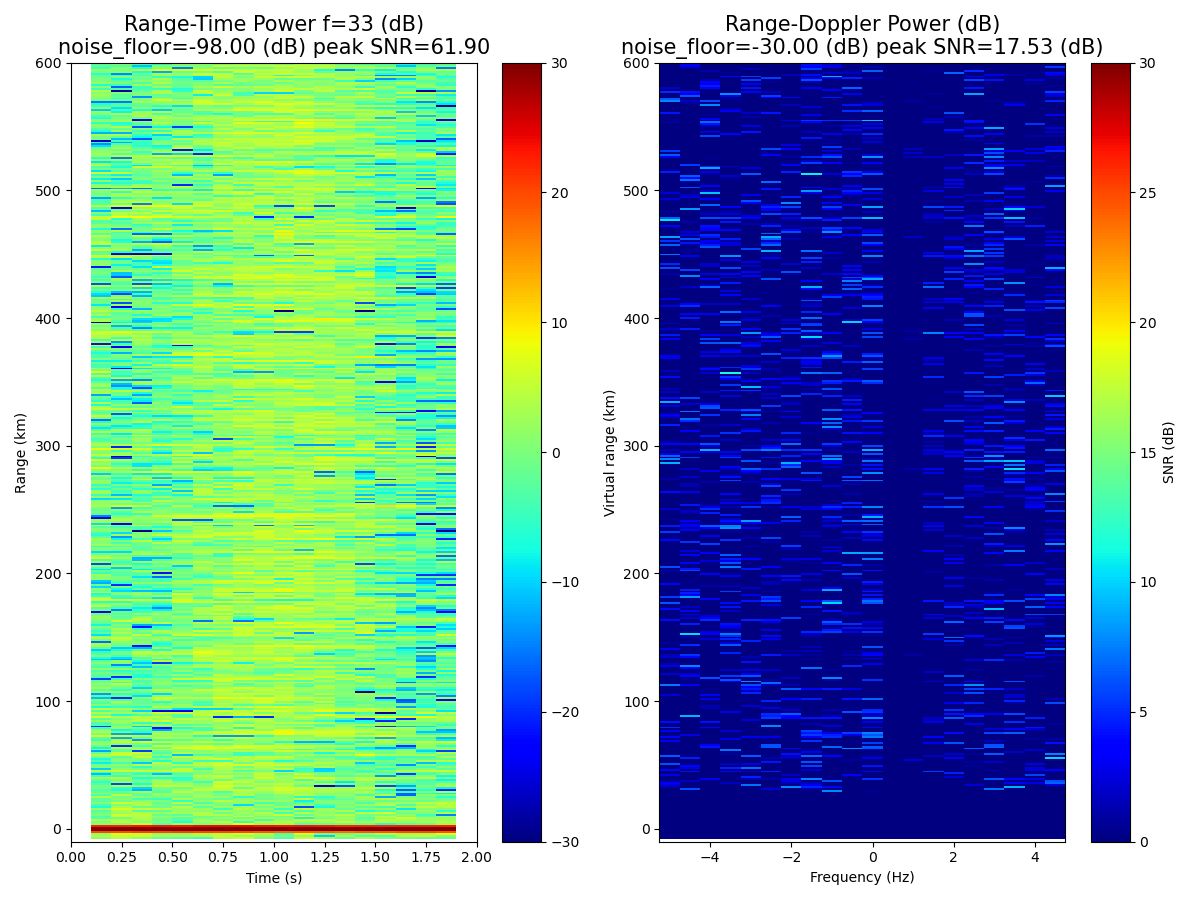 Range-Time Power f=33 (dB)
noise_floor=-98.00 (dB) peak SNR=61.90
600
500
400
300
200
100
0
Range (km)
0.00 0.25 0.50 0.75 1.00 1.25 1.50 1.75 2.00
Time (s)
30
20
10
0
−10
−20
−30
Range-Doppler Power (dB)
noise_floor=-30.00 (dB) peak SNR=17.53 (dB)
600
500
400
300
200
100
0
Virtual range (km)
−4 −2 0 2 4
Frequency (Hz)
30
25
20
15
10
5
0
SNR (dB)